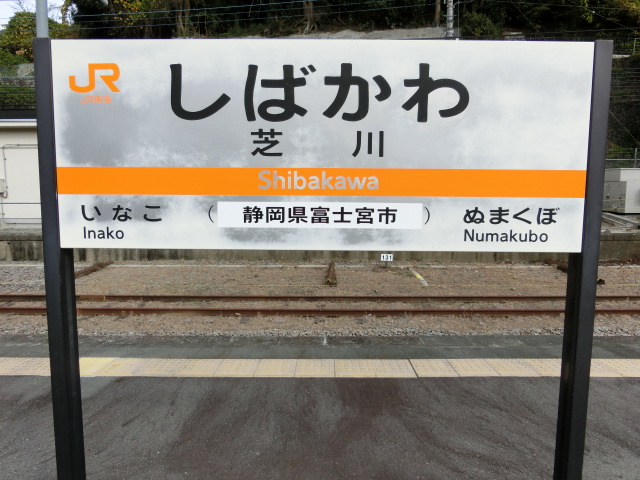 JR
JR東海
しばかわ
芝川
Shibakawa
いなこ (静岡県富士宮市) ぬまくぼ
Inako Numakubo
131